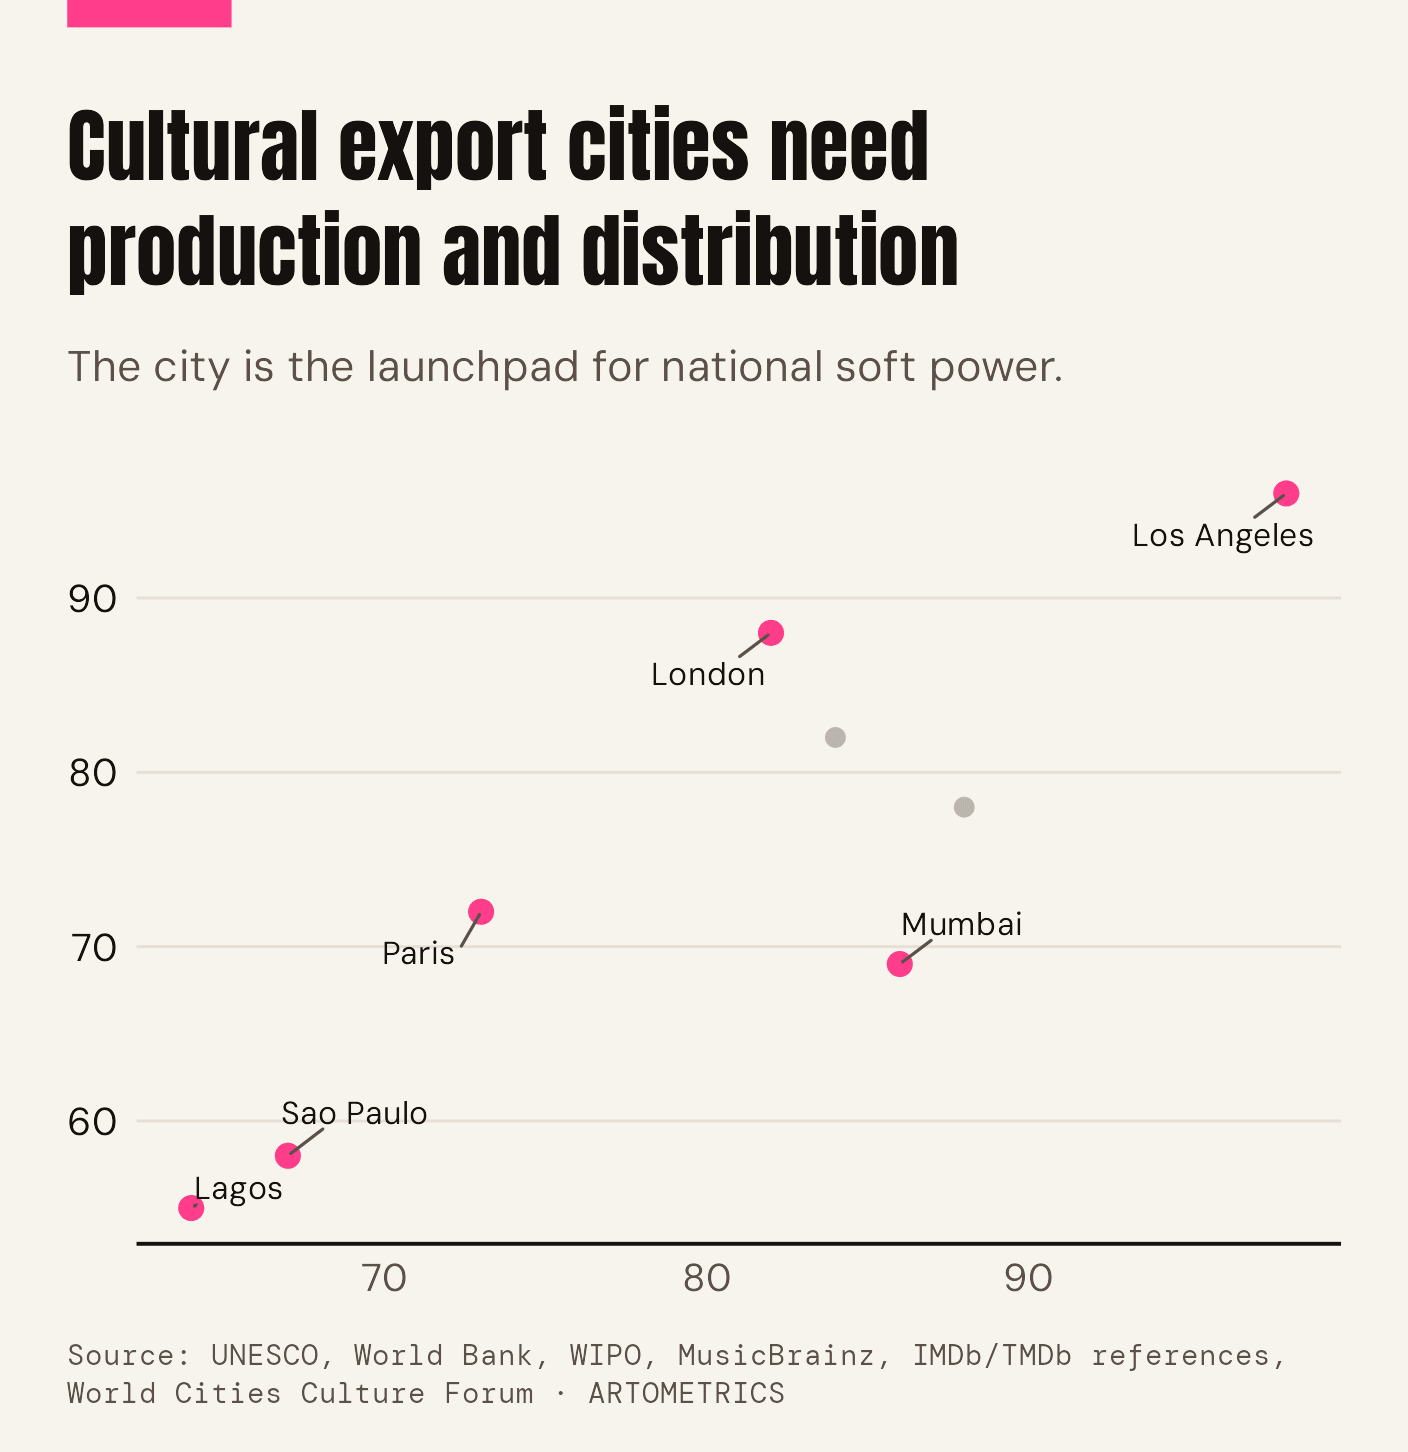 Cultural export cities need
production and distribution
The city is the launchpad for national soft power.
Los Angeles
90
London
80
Mumbai
70
Paris
Sao Paulo
60
Lagos
70 80 90
Source: UNESCO, World Bank, WIPO, MusicBrainz, IMDb/TMDb references,
World Cities Culture Forum · ARTOMETRICS